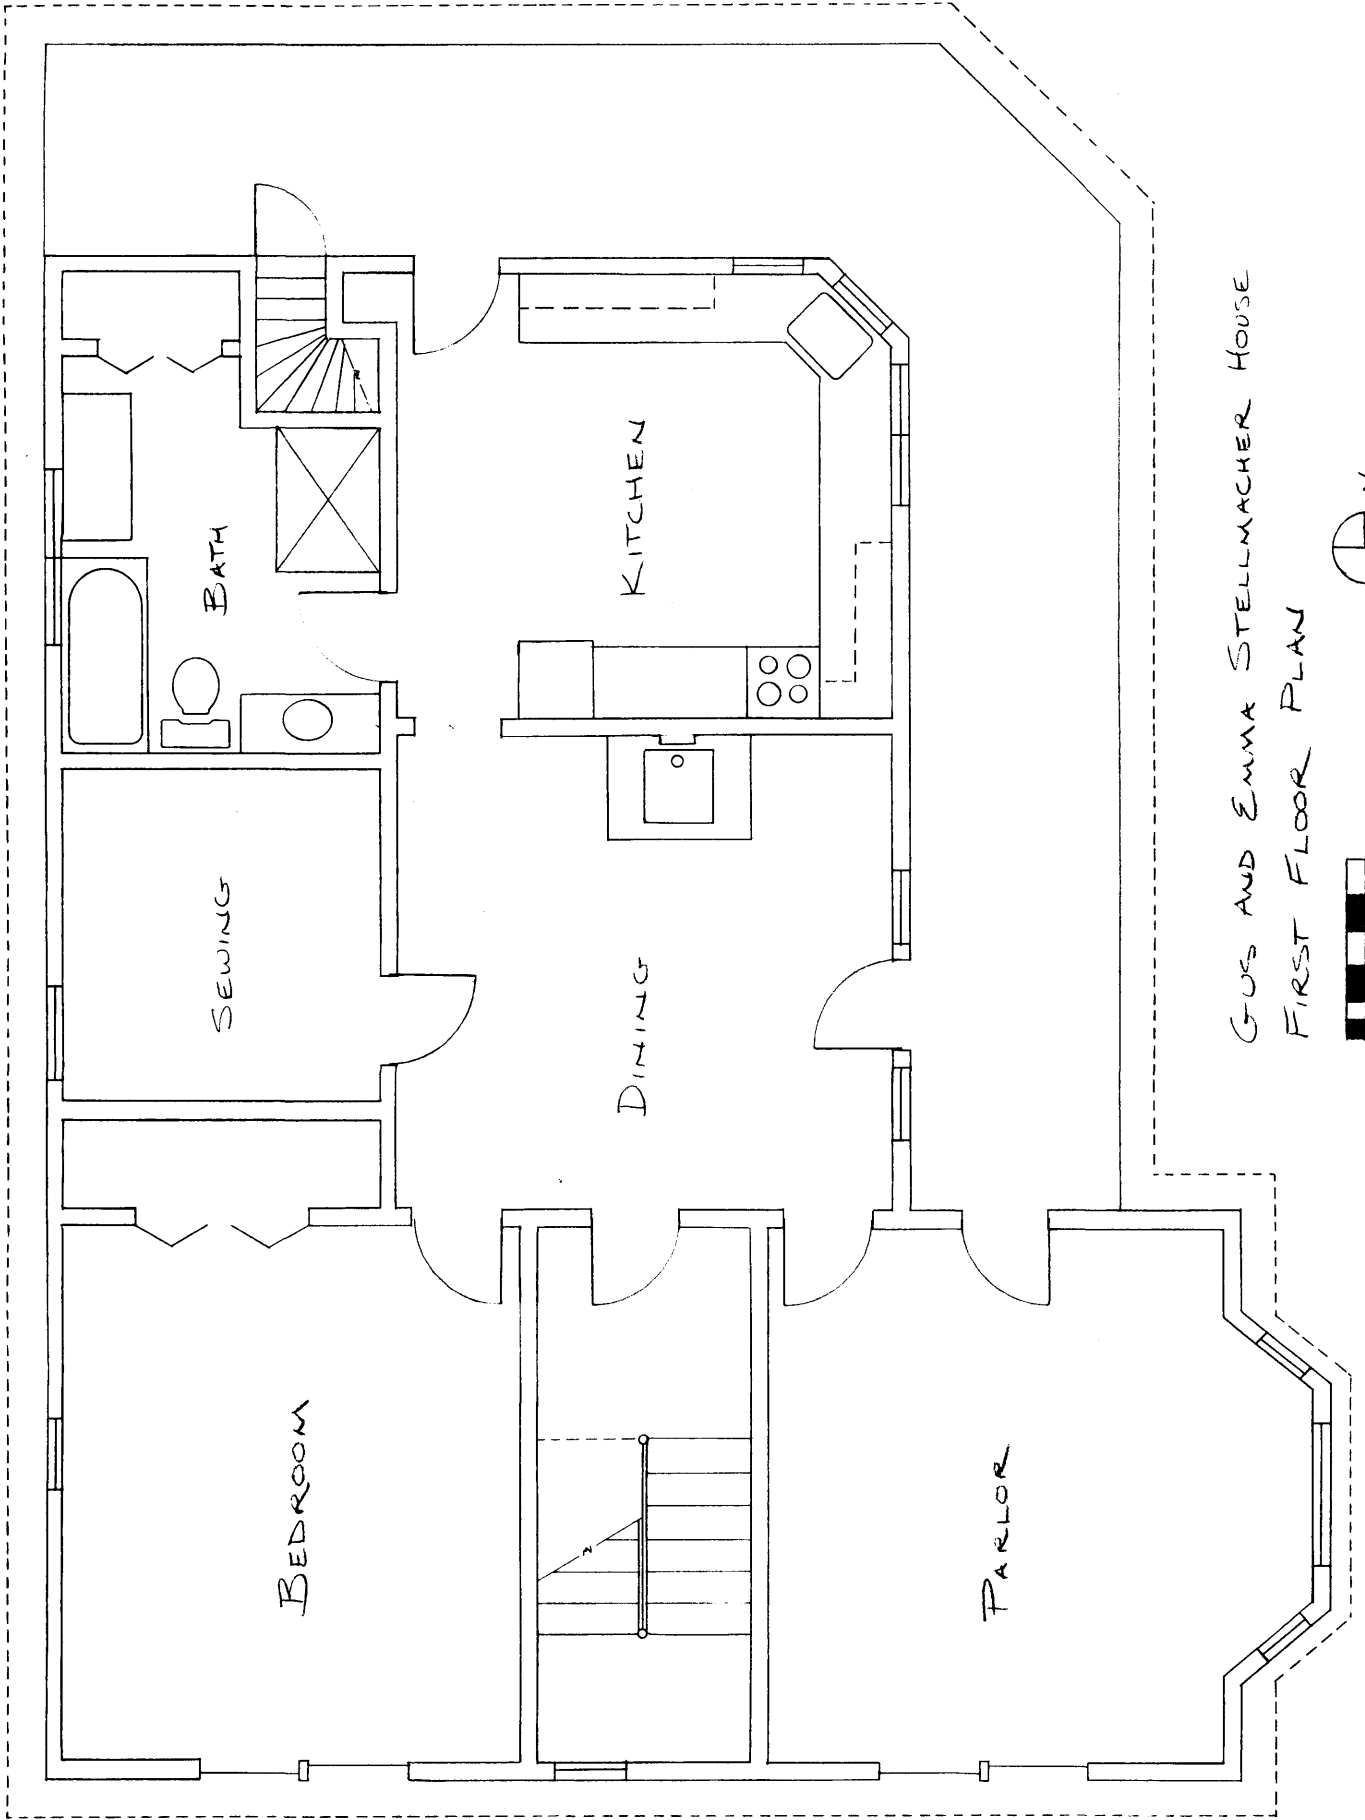 BATH
KITCHEN
SEWING
DINING
BEDROOM
PARLOR
GUS AND EMMA STELLMACHER HOUSE
FIRST FLOOR PLAN
N